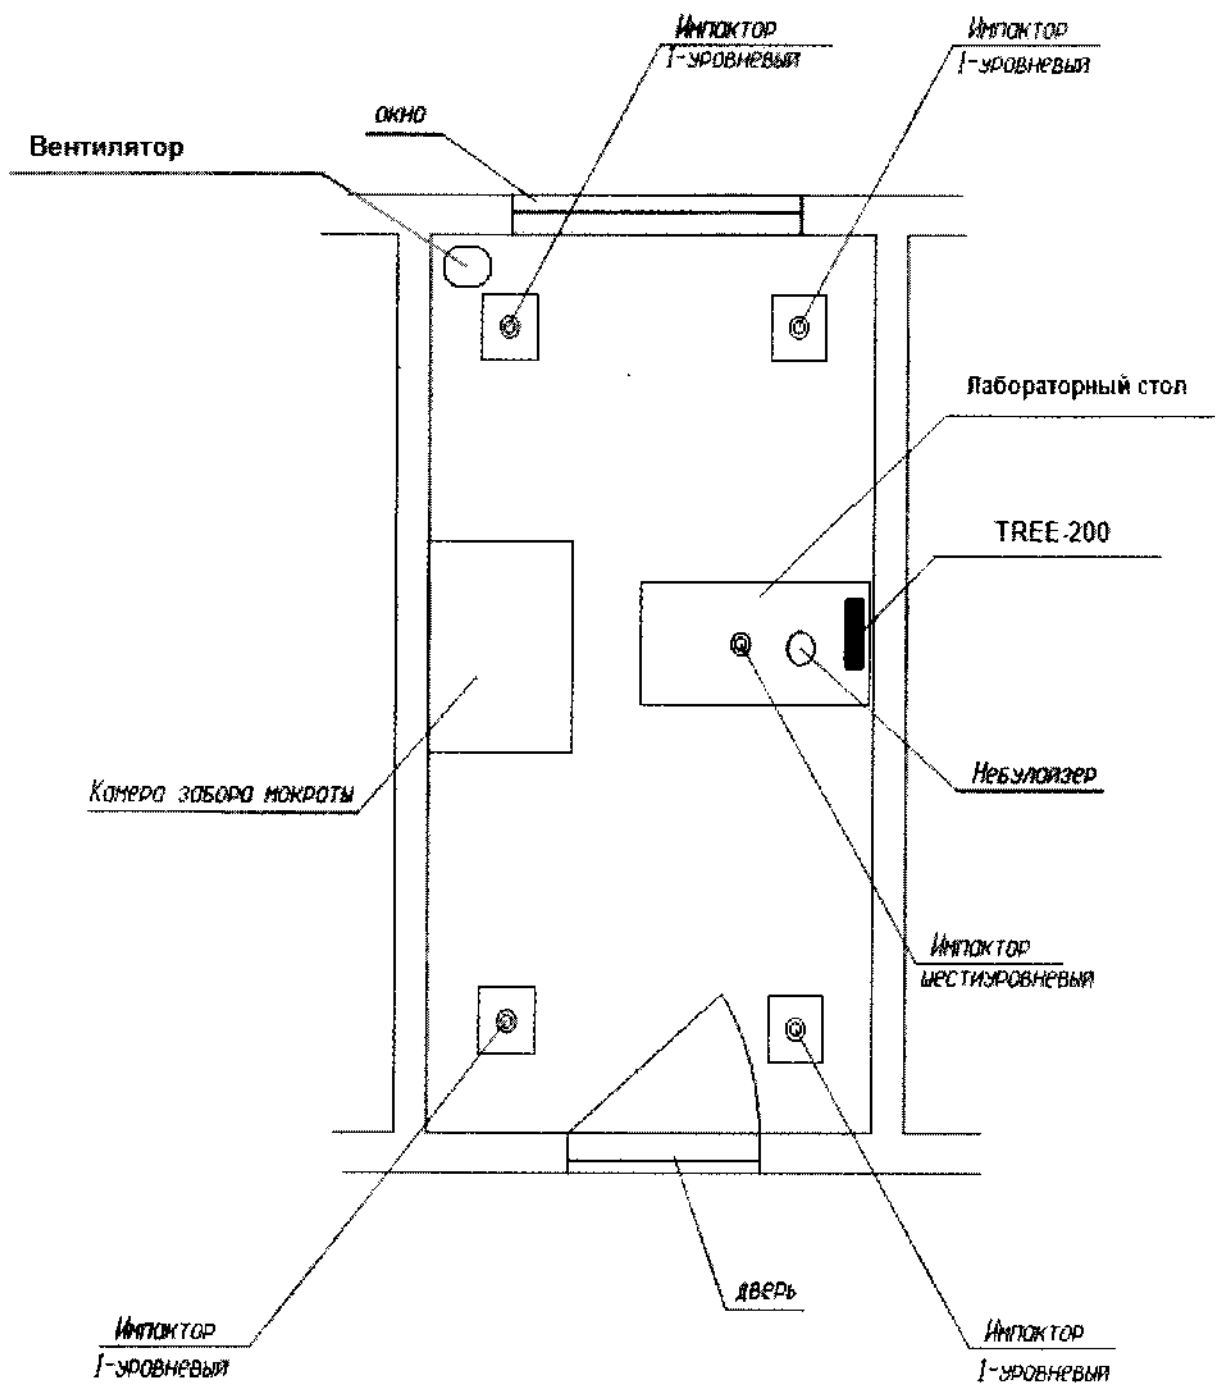 Импактор
1-уровневый
Импактор
1-уровневый
окно
Вентилятор
Лабораторный стол
TREE-200
Небулайзер
Камера забора мокроты
Импактор
шестиуровневый
дверь
Импактор
1-уровневый
Импактор
1-уровневый